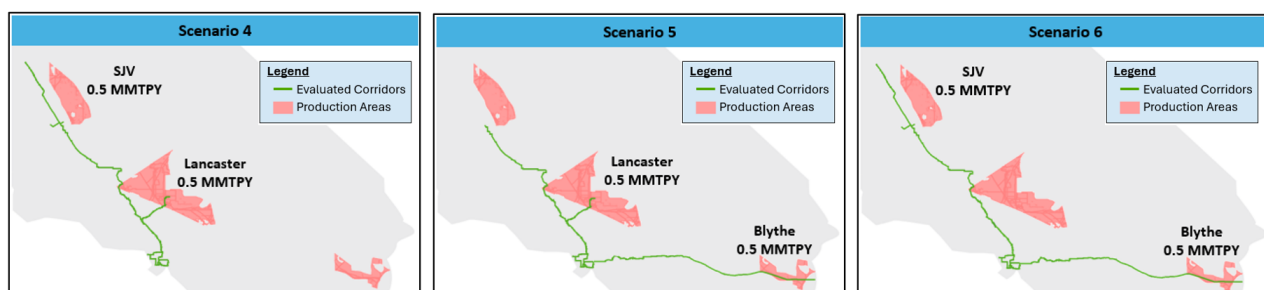 Scenario 4
SJV
0.5 MMTPY
Legend
Evaluated Corridors
Production Areas
Lancaster
0.5 MMTPY
Scenario 5
Legend
Evaluated Corridors
Production Areas
Lancaster
0.5 MMTPY
Blythe
0.5 MMTPY
Scenario 6
SJV
0.5 MMTPY
Legend
Evaluated Corridors
Production Areas
Blythe
0.5 MMTPY